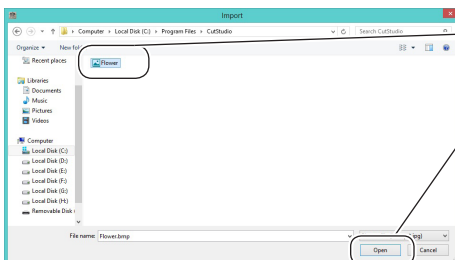 Import
Computer › Local Disk (C:) › Program Files › CutStudio
Search CutStudio
Organize
New fol
Recent places
Flower
Libraries
Documents
Music
Pictures
Videos
Computer
Local Disk (C:)
Local Disk (D:)
Local Disk (E:)
Local Disk (F:)
Local Disk (G:)
Local Disk (H:)
Removable Disk
File name: Flower.bmp
.jpg)
Open
Cancel